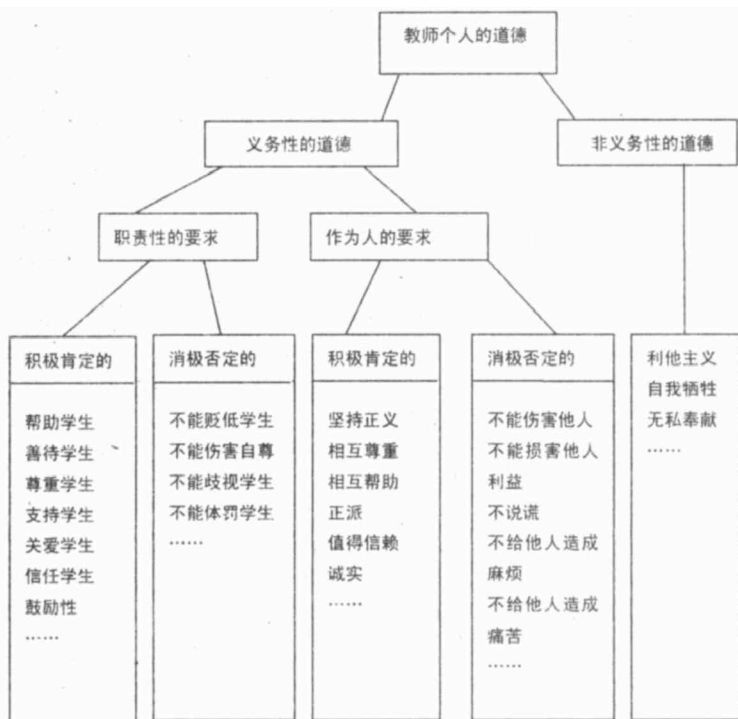 教师个人的道德
义务性的道德
非义务性的道德
职责性的要求
作为人的要求
积极肯定的
帮助学生
善待学生
尊重学生
支持学生
关爱学生
信任学生
鼓励性
……
消极否定的
不能贬低学生
不能伤害自尊
不能歧视学生
不能体罚学生
……
积极肯定的
坚持正义
相互尊重
相互帮助
正派
值得信赖
诚实
……
消极否定的
不能伤害他人
不能损害他人
利益
不说谎
不给他人造成
麻烦
不给他人造成
痛苦
……
利他主义
自我牺牲
无私奉献
……